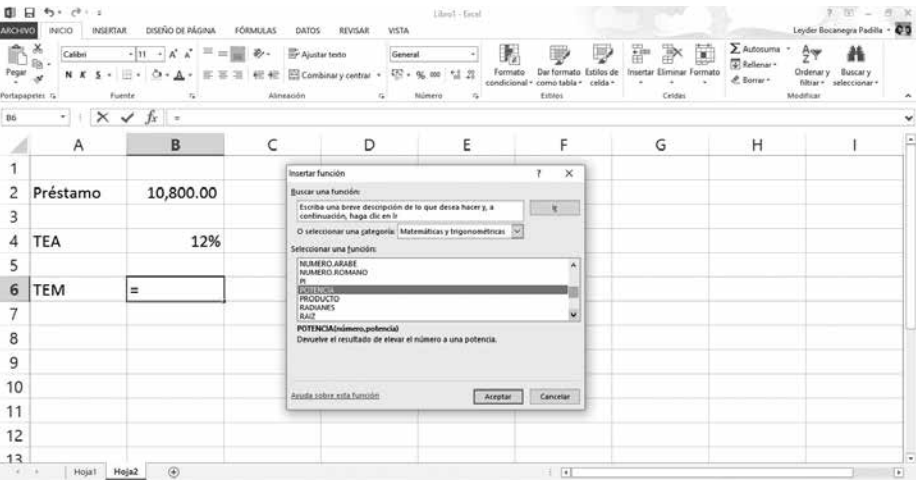 Libro1 - Excel
ARCHIVO INICIO INSERTAR DISEÑO DE PÁGINA FÓRMULAS DATOS REVISAR VISTA Leyder Bocanegra Padilla
Calibri 11 A A Ajustar texto General Autosuma
Pegar N K S A Combinar y centrar % 000 Formato condicional Dar formato como tabla Estilos de celda Insertar Eliminar Formato Rellenar Borrar Ordenar y filtrar Buscar y seleccionar
Portapapeles Fuente Alineación Número Estilos Celdas Modificar
B6 fx =
A B C D E F G H I
1
2 Préstamo 10,800.00
3
4 TEA 12%
5
6 TEM =
7
8
9
10
11
12
13
Insertar función ? X
Buscar una función:
Escriba una breve descripción de lo que desea hacer y, a
continuación, haga clic en Ir
Ir
O seleccionar una categoría: Matemáticas y trigonométricas
Seleccionar una función:
NUMERO.ARABE
NUMERO.ROMANO
PI
POTENCIA
PRODUCTO
RADIANES
RAIZ
POTENCIA(número,potencia)
Devuelve el resultado de elevar el número a una potencia.
Ayuda sobre esta función Aceptar Cancelar
Hoja1 Hoja2